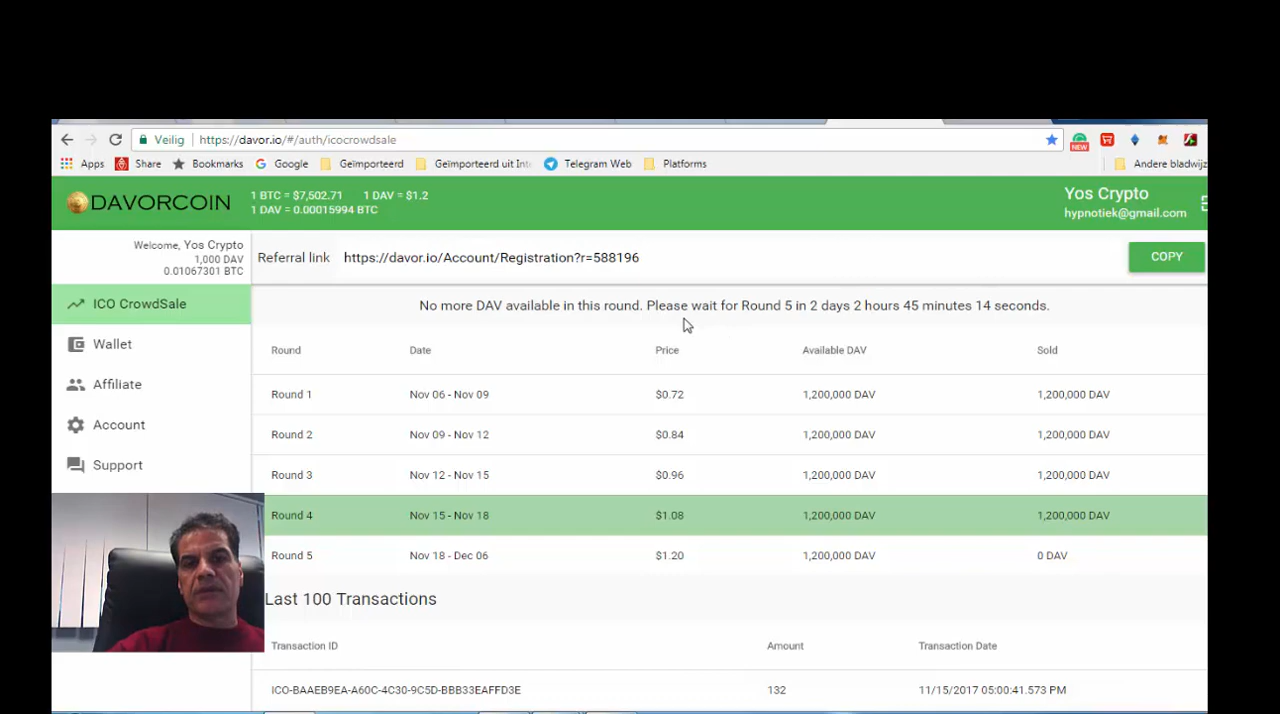 Veilig https://davor.io/#/auth/icocrowdsale
Apps Share Bookmarks Google Geïmporteerd Geïmporteerd uit Int Telegram Web Platforms Andere bladwijz
NEW
DAVORCOIN
1 BTC = $7,502.71 1 DAV = $1.2
1 DAV = 0.00015994 BTC
Yos Crypto
hypnotiek@gmail.com
Welcome, Yos Crypto
1,000 DAV
0.01067301 BTC
Referral link https://davor.io/Account/Registration?r=588196 COPY
ICO CrowdSale
Wallet
Affiliate
Account
Support
No more DAV available in this round. Please wait for Round 5 in 2 days 2 hours 45 minutes 14 seconds.
Round Date Price Available DAV Sold
Round 1 Nov 06 - Nov 09 $0.72 1,200,000 DAV 1,200,000 DAV
Round 2 Nov 09 - Nov 12 $0.84 1,200,000 DAV 1,200,000 DAV
Round 3 Nov 12 - Nov 15 $0.96 1,200,000 DAV 1,200,000 DAV
Round 4 Nov 15 - Nov 18 $1.08 1,200,000 DAV 1,200,000 DAV
Round 5 Nov 18 - Dec 06 $1.20 1,200,000 DAV 0 DAV
Last 100 Transactions
Transaction ID Amount Transaction Date
ICO-BAAEB9EA-A60C-4C30-9C5D-BBB33EAFFD3E 132 11/15/2017 05:00:41.573 PM